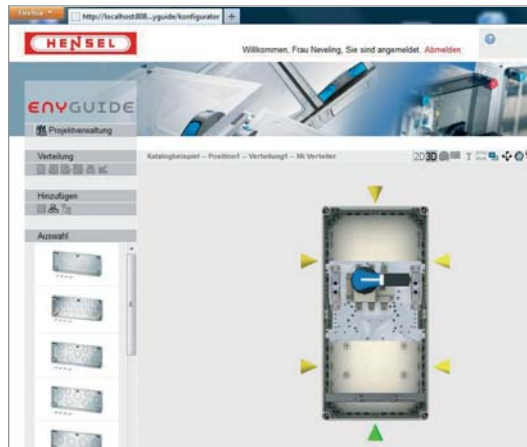 Firefox
http://localhost:808...yguide/konfigurator
HENSEL
Willkommen, Frau Neveling, Sie sind angemeldet. Abmelden
ENYGUIDE
Projektverwaltung
Verteilung
Katalogbeispiel -- Position1 -- Verteilung1 -- Mi Verteiler
2D 3D
T
Hinzufügen
Auswahl